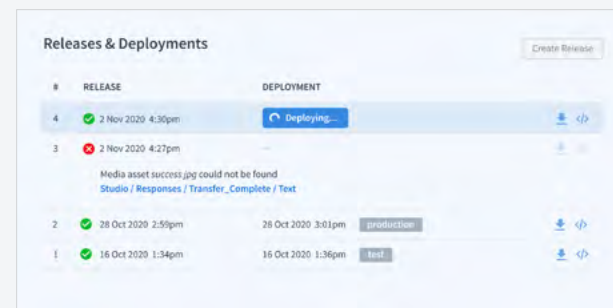 Releases & Deployments
Create Release
# RELEASE DEPLOYMENT
4 2 Nov 2020 4:30pm Deploying...
3 2 Nov 2020 4:27pm --
Media asset success.jpg could not be found
Studio / Responses / Transfer_Complete / Text
2 28 Oct 2020 2:59pm 28 Oct 2020 3:01pm production
1 16 Oct 2020 1:34pm 16 Oct 2020 1:36pm test